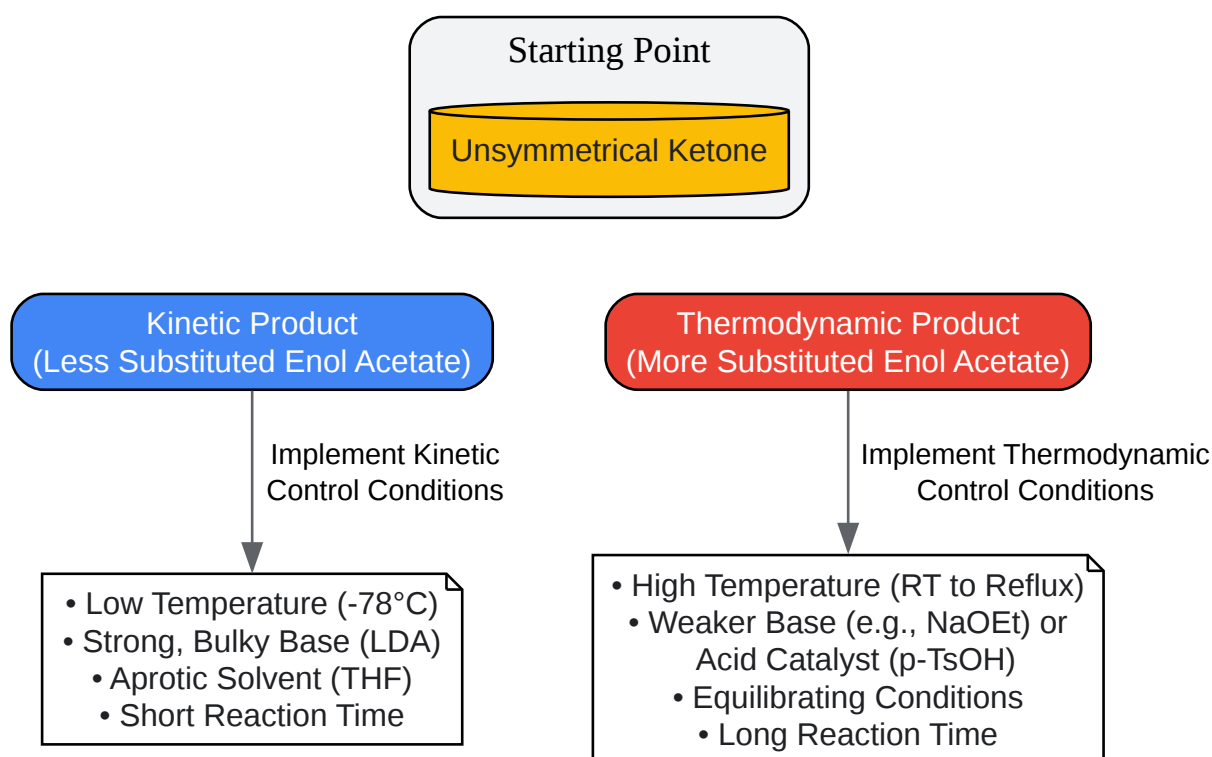 Starting Point
Unsymmetrical Ketone
Kinetic Product
(Less Substituted Enol Acetate)
Thermodynamic Product
(More Substituted Enol Acetate)
Implement Kinetic
Control Conditions
Implement Thermodynamic
Control Conditions
• Low Temperature (-78°C)
• Strong, Bulky Base (LDA)
• Aprotic Solvent (THF)
• Short Reaction Time
• High Temperature (RT to Reflux)
• Weaker Base (e.g., NaOEt) or
Acid Catalyst (p-TsOH)
• Equilibrating Conditions
• Long Reaction Time